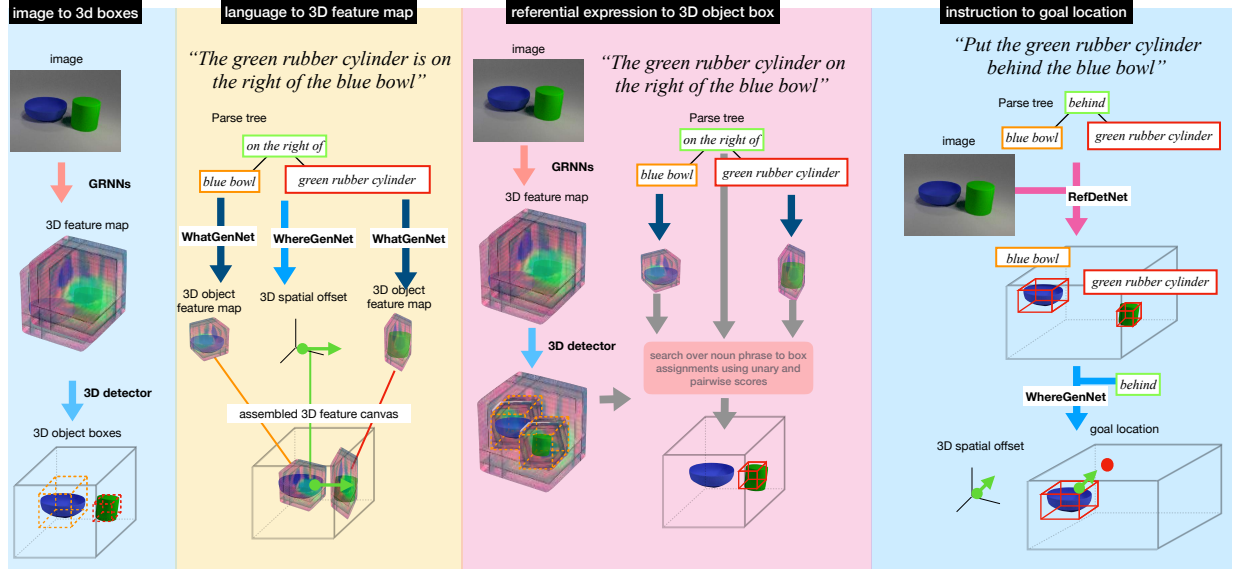 image to 3d boxes
image
GRNNs
3D feature map
3D detector
3D object boxes
language to 3D feature map
“The green rubber cylinder is on
the right of the blue bowl”
Parse tree
on the right of
blue bowl
green rubber cylinder
WhatGenNet
WhereGenNet
WhatGenNet
3D object
feature map
3D spatial offset
3D object
feature map
assembled 3D feature canvas
referential expression to 3D object box
image
“The green rubber cylinder on
the right of the blue bowl”
GRNNs
3D feature map
3D detector
Parse tree
on the right of
blue bowl
green rubber cylinder
search over noun phrase to box
assignments using unary and
pairwise scores
instruction to goal location
“Put the green rubber cylinder
behind the blue bowl”
Parse tree
behind
blue bowl
green rubber cylinder
image
RefDetNet
blue bowl
green rubber cylinder
behind
WhereGenNet
goal location
3D spatial offset